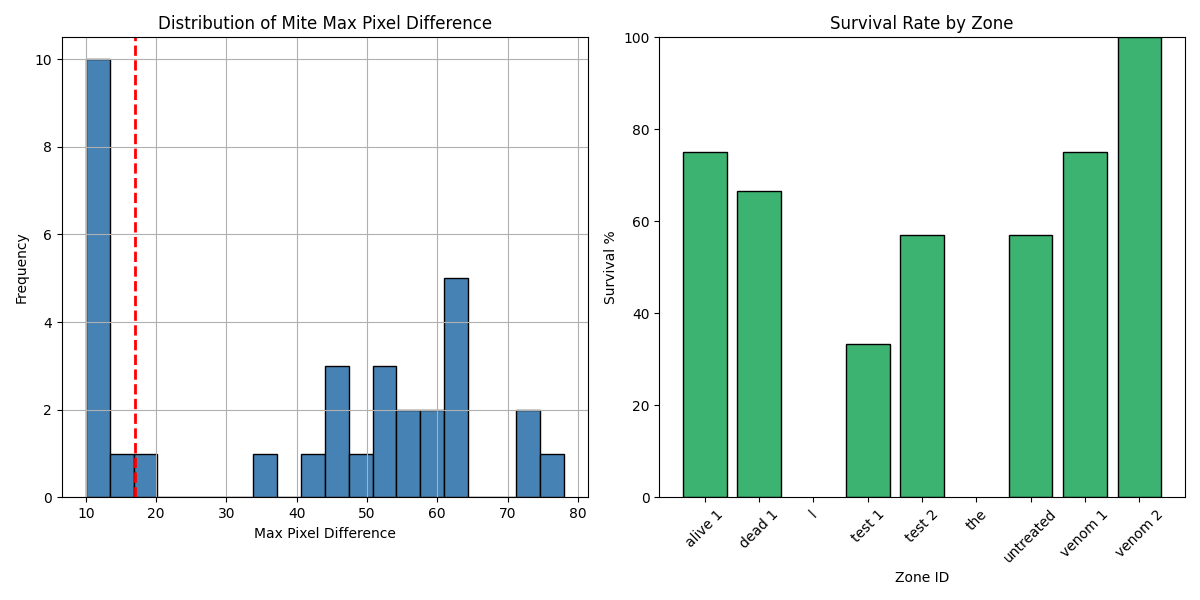 Distribution of Mite Max Pixel Difference
Frequency
10
8
6
4
2
0
10 20 30 40 50 60 70 80
Max Pixel Difference
Survival Rate by Zone
Survival %
100
80
60
40
20
0
alive 1
dead 1
l
test 1
test 2
the
untreated
venom 1
venom 2
Zone ID